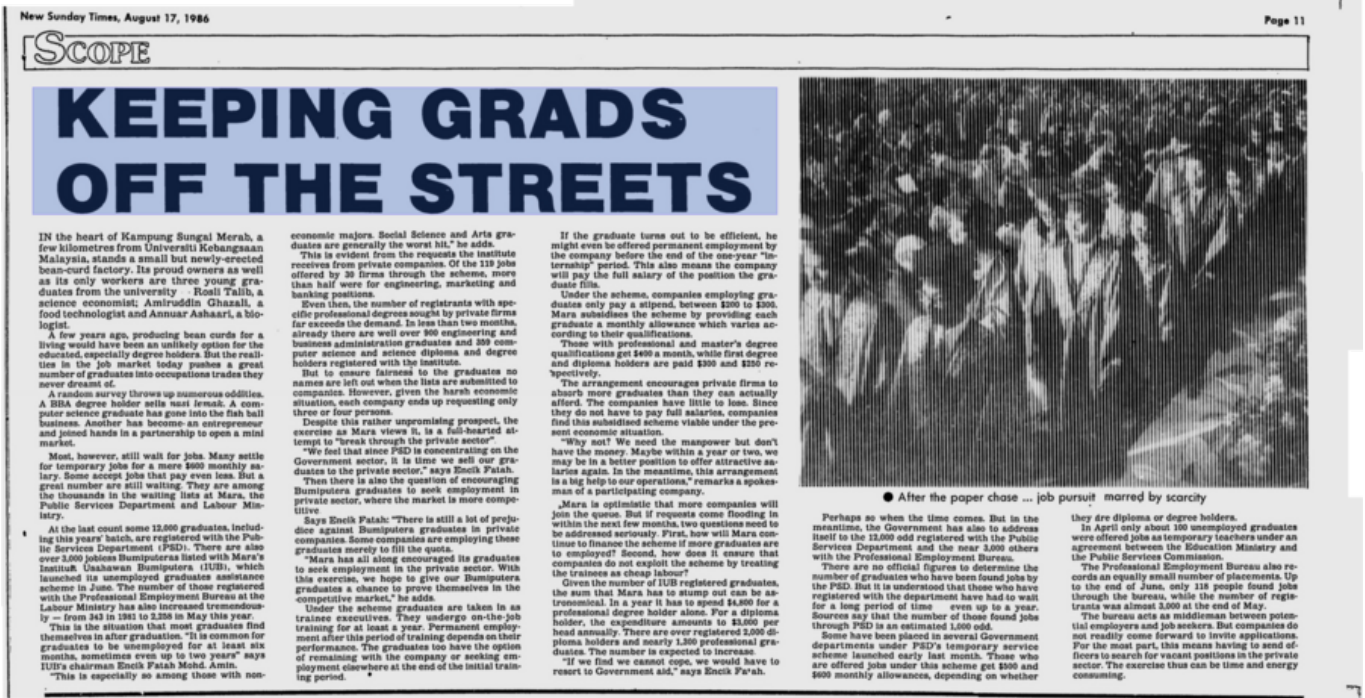 New Sunday Times, August 17, 1986
Page 11
SCOPE
KEEPING GRADS
OFF THE STREETS
IN the heart of Kampung Sungai Merab, a
few kilometres from Universiti Kebangsaan
Malaysia, stands a small but newly-erected
bean-curd factory. Its proud owners as well
as its only workers are three young gra-
duates from the university Rosli Talib, a
science economist; Amiruddin Ghazali, a
food technologist and Annuar Ashaari, a bio-
logist.
A few years ago, producing bean curds for a
living would have been an unlikely option for the
educated, especially degree holders. But the reali-
ties in the job market today pushes a great
number of graduates into occupations trades they
never dreamt of.
A random survey throws up numerous oddities.
A BBA degree holder sells nasi lemak. A com-
puter science graduate has gone into the fish ball
business. Another has become an entrepreneur
and joined hands in a partnership to open a mini
market.
Most, however, still wait for jobs. Many settle
for temporary jobs for a mere $600 monthly sa-
lary. Some accept jobs that pay even less. But a
great number are still waiting. They are among
the thousands in the waiting lists at Mara, the
Public Services Department and Labour Min-
istry.
At the last count some 12,000 graduates, includ-
ing this years' batch, are registered with the Pub-
lic Services Department (PSD). There are also
over 3,000 jobless Bumiputeras listed with Mara's
Institut Usahawan Bumiputera (IUB), which
launched its unemployed graduates assistance
scheme in June. The number of those registered
with the Professional Employment Bureau at the
Labour Ministry has also increased tremendous-
ly — from 343 in 1981 to 2,256 in May this year.
This is the situation that most graduates find
themselves in after graduation. "It is common for
graduates to be unemployed for at least six
months, sometimes even up to two years" says
IUB's chairman Encik Fatah Mohd. Amin.
"This is especially so among those with non-
economic majors. Social Science and Arts gra-
duates are generally the worst hit," he adds.
This is evident from the requests the institute
receives from private companies. Of the 119 jobs
offered by 39 firms through the scheme, more
than half were for engineering, marketing and
banking positions.
Even then, the number of registrants with spe-
cific professional degrees sought by private firms
far exceeds the demand. In less than two months,
already there are well over 900 engineering and
business administration graduates and 359 com-
puter science and science diploma and degree
holders registered with the institute.
But to ensure fairness to the graduates no
names are left out when the lists are submitted to
companies. However, given the harsh economic
situation, each company ends up requesting only
three or four persons.
Despite this rather unpromising prospect, the
exercise as Mara views it, is a full-hearted at-
tempt to "break through the private sector".
"We feel that since PSD is concentrating on the
Government sector, it is time we sell our gra-
duates to the private sector," says Encik Fatah.
Then there is also the question of encouraging
Bumiputera graduates to seek employment in
private sector, where the market is more compe-
titive
Says Encik Fatah: "There is still a lot of preju-
dice against Bumiputera graduates in private
companies. Some companies are employing these
graduates merely to fill the quota.
"Mara has all along encouraged its graduates
to seek employment in the private sector. With
this exercise, we hope to give our Bumiputera
graduates a chance to prove themselves in the
competitive market," he adds.
Under the scheme graduates are taken in as
trainee executives. They undergo on-the-job
training for at least a year. Permanent employ-
ment after this period of training depends on their
performance. The graduates too have the option
of remaining with the company or seeking em-
ployment elsewhere at the end of the initial train-
ing period.
If the graduate turns out to be efficient, he
might even be offered permanent employment by
the company before the end of the one-year "in-
ternship" period. This also means the company
will pay the full salary of the position the gra-
duate fills.
Under the scheme, companies employing gra-
duates only pay a stipend, between $200 to $300.
Mara subsidises the scheme by providing each
graduate a monthly allowance which varies ac-
cording to their qualifications.
Those with professional and master's degree
qualifications get $400 a month, while first degree
and diploma holders are paid $300 and $250 re-
spectively.
The arrangement encourages private firms to
absorb more graduates than they can actually
afford. The companies have little to lose. Since
they do not have to pay full salaries, companies
find this subsidised scheme viable under the pre-
sent economic situation.
"Why not? We need the manpower but don't
have the money. Maybe within a year or two, we
may be in a better position to offer attractive sa-
laries again. In the meantime, this arrangement
is a big help to our operations," remarks a spokes-
man of a participating company.
Mara is optimistic that more companies will
join the queue. But if requests come flooding in
within the next few months, two questions need to
be addressed seriously. First, how will Mara con-
tinue to finance the scheme if more graduates are
to employed? Second, how does it ensure that
companies do not exploit the scheme by treating
the trainees as cheap labour?
Given the number of IUB registered graduates,
the sum that Mara has to stump out can be as-
tronomical. In a year it has to spend $4,800 for a
professional degree holder alone. For a diploma
holder, the expenditure amounts to $3,000 per
head annually. There are over registered 2,000 di-
ploma holders and nearly 1,300 professional gra-
duates. The number is expected to increase.
"If we find we cannot cope, we would have to
resort to Government aid," says Encik Fatah.
● After the paper chase ... job pursuit marred by scarcity
Perhaps so when the time comes. But in the
meantime, the Government has also to address
itself to the 12,000 odd registered with the Public
Services Department and the near 3,000 others
with the Professional Employment Bureau.
There are no official figures to determine the
number of graduates who have been found jobs by
the PSD. But it is understood that those who have
registered with the department have had to wait
for a long period of time even up to a year.
Sources say that the number of those found jobs
through PSD is an estimated 1,000 odd.
Some have been placed in several Government
departments under PSD's temporary service
scheme launched early last month. Those who
are offered jobs under this scheme get $500 and
$600 monthly allowances, depending on whether
they are diploma or degree holders.
In April only about 100 unemployed graduates
were offered jobs as temporary teachers under an
agreement between the Education Ministry and
the Public Services Commission.
The Professional Employment Bureau also re-
cords an equally small number of placements. Up
to the end of June, only 118 people found jobs
through the bureau, while the number of regis-
trants was almost 3,000 at the end of May.
The bureau acts as middleman between poten-
tial employers and job seekers. But companies do
not readily come forward to invite applications.
For the most part, this means having to send of-
ficers to search for vacant positions in the private
sector. The exercise thus can be time and energy
consuming.